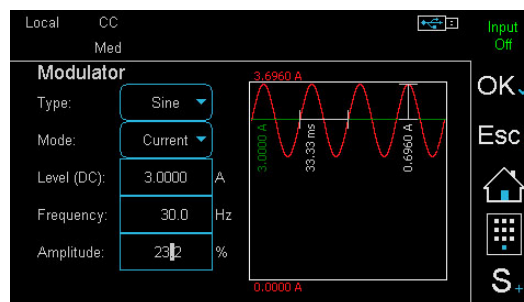 Local CC
Med
Input
Off
Modulator
Type: Sine
Mode: Current
Level (DC): 3.0000 A
Frequency: 30.0 Hz
Amplitude: 23.2 %
3.6960 A
3.0000 A
33.33 ms
0.6960 A
0.0000 A
OK
Esc
S+